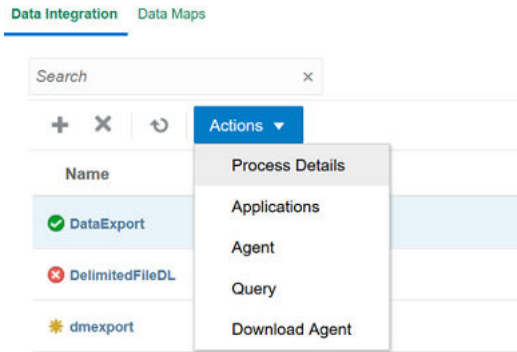 Data Integration Data Maps
Search
Actions
Name
Process Details
Applications
Agent
Query
Download Agent
DataExport
DelimitedFileDL
dmexport